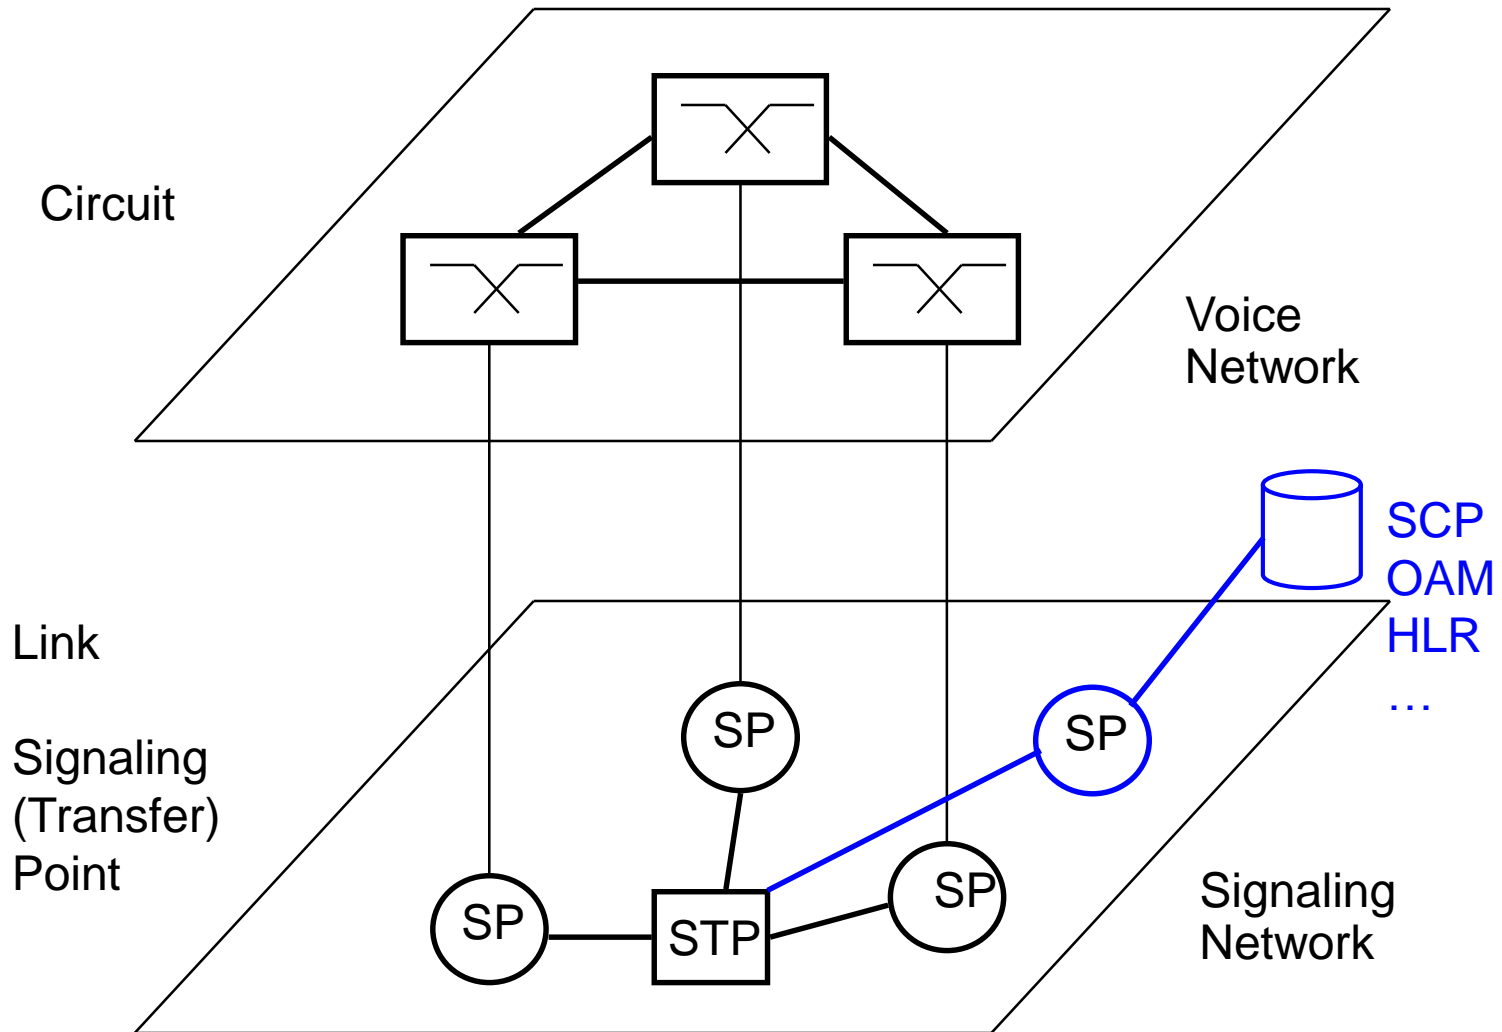 Circuit
Voice
Network
SCP
OAM
HLR
…
Link
Signaling
(Transfer)
Point
SP
SP
SP
SP
STP
Signaling
Network